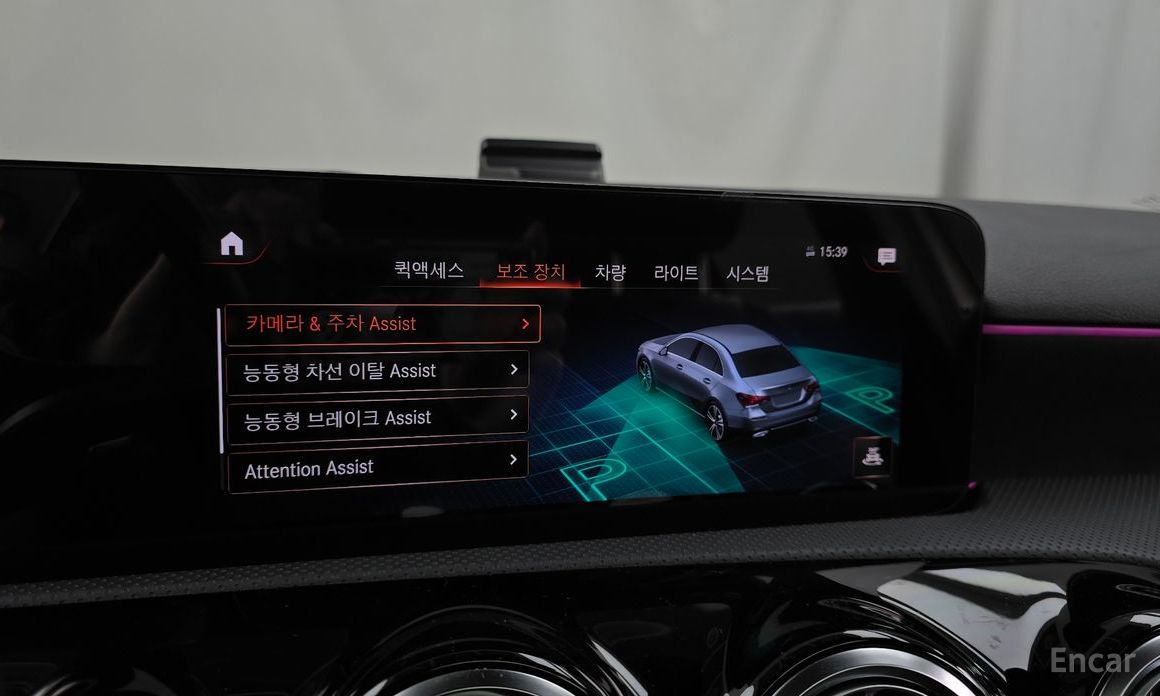 4G 15:39
퀵액세스 보조 장치 차량 라이트 시스템
카메라 & 주차 Assist
능동형 차선 이탈 Assist
능동형 브레이크 Assist
Attention Assist
P
P
Encar